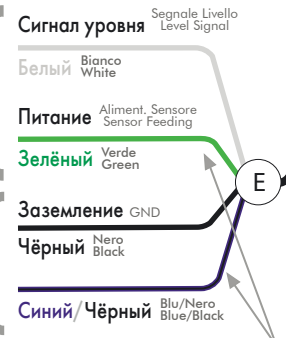 Сигнал уровня Segnale Livello
Level Signal
Белый Bianco
White
Питание Aliment. Sensore
Sensor Feeding
Зелёный Verde
Green
E
Заземление GND
Чёрный Nero
Black
Синий/Чёрный Blu/Nero
Blue/Black